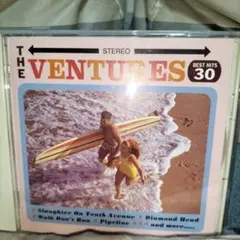 STEREO
THE VENTURES BEST HITS 30
Slaughter On Tenth Avenue • Diamond Head
Walk Don't Run • Pipeline • • • and more.....